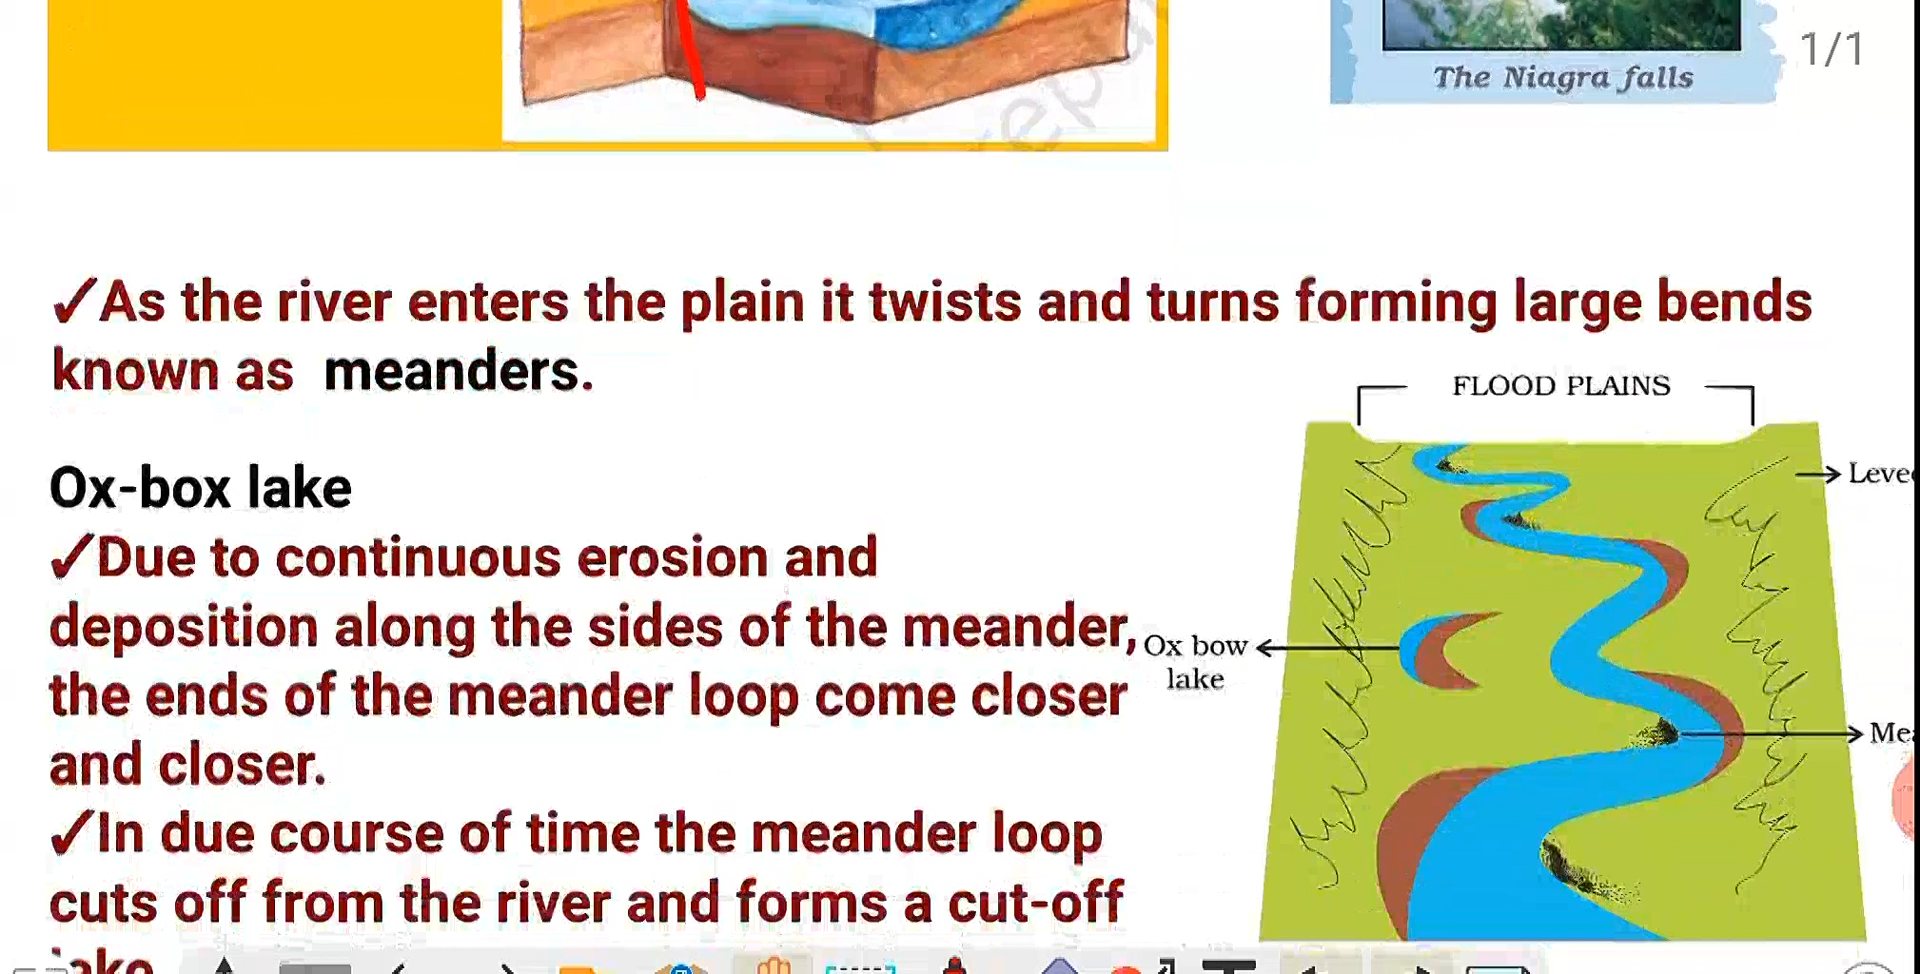 The Niagra falls
1/1
✓As the river enters the plain it twists and turns forming large bends
known as meanders.
FLOOD PLAINS
Ox-box lake
✓Due to continuous erosion and
deposition along the sides of the meander,
the ends of the meander loop come closer
and closer.
✓In due course of time the meander loop
cuts off from the river and forms a cut-off
Ox bow
lake